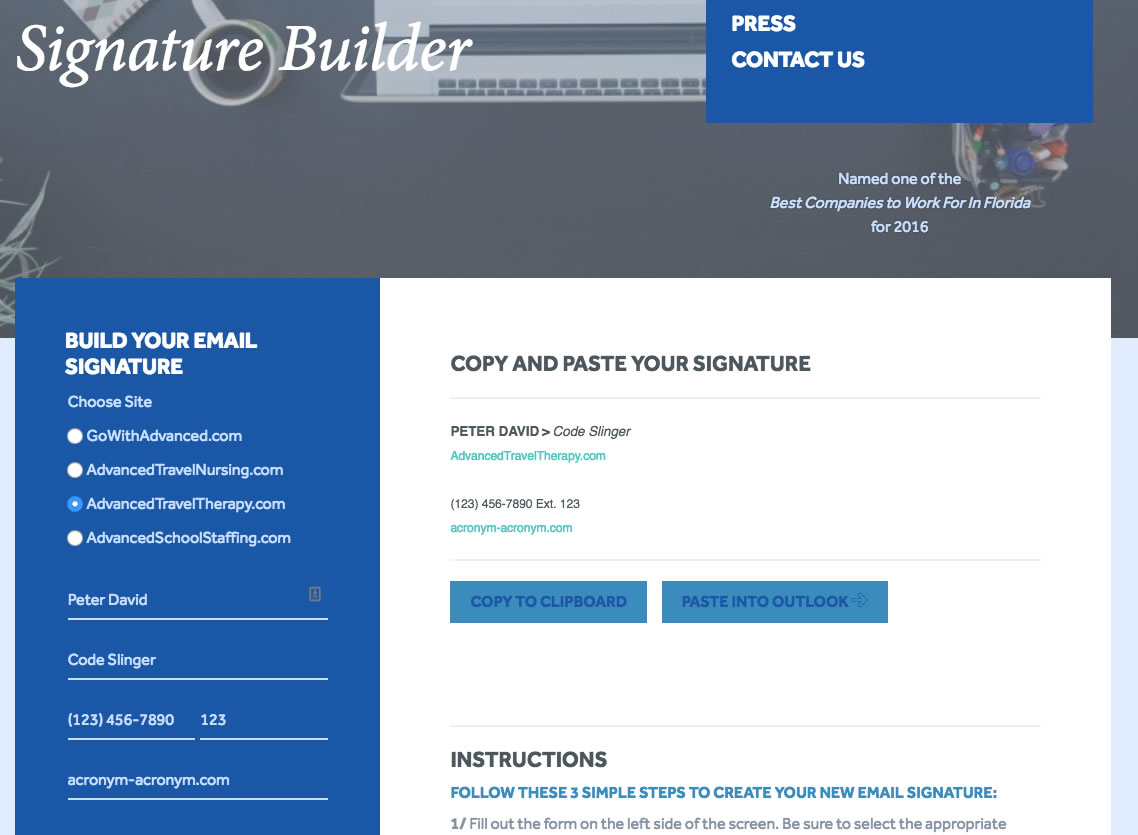 Signature Builder
PRESS
CONTACT US
Named one of the
Best Companies to Work For In Florida
for 2016
BUILD YOUR EMAIL
SIGNATURE
Choose Site
GoWithAdvanced.com
AdvancedTravelNursing.com
AdvancedTravelTherapy.com
AdvancedSchoolStaffing.com
Peter David
Code Slinger
(123) 456-7890 123
acronym-acronym.com
COPY AND PASTE YOUR SIGNATURE
PETER DAVID > Code Slinger
AdvancedTravelTherapy.com
(123) 456-7890 Ext. 123
acronym-acronym.com
COPY TO CLIPBOARD PASTE INTO OUTLOOK
INSTRUCTIONS
FOLLOW THESE 3 SIMPLE STEPS TO CREATE YOUR NEW EMAIL SIGNATURE:
1/ Fill out the form on the left side of the screen. Be sure to select the appropriate